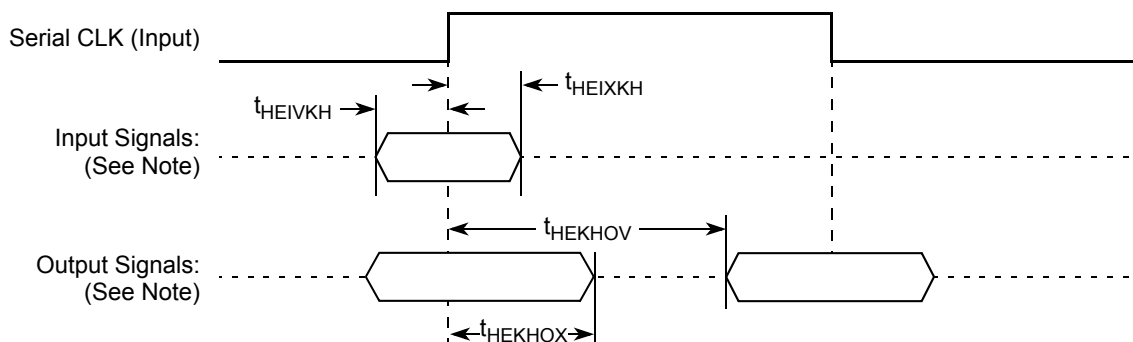 Serial CLK (Input)
tHEIXKH
tHEIVKH
Input Signals:
(See Note)
tHEKHOV
Output Signals:
(See Note)
tHEKHOX